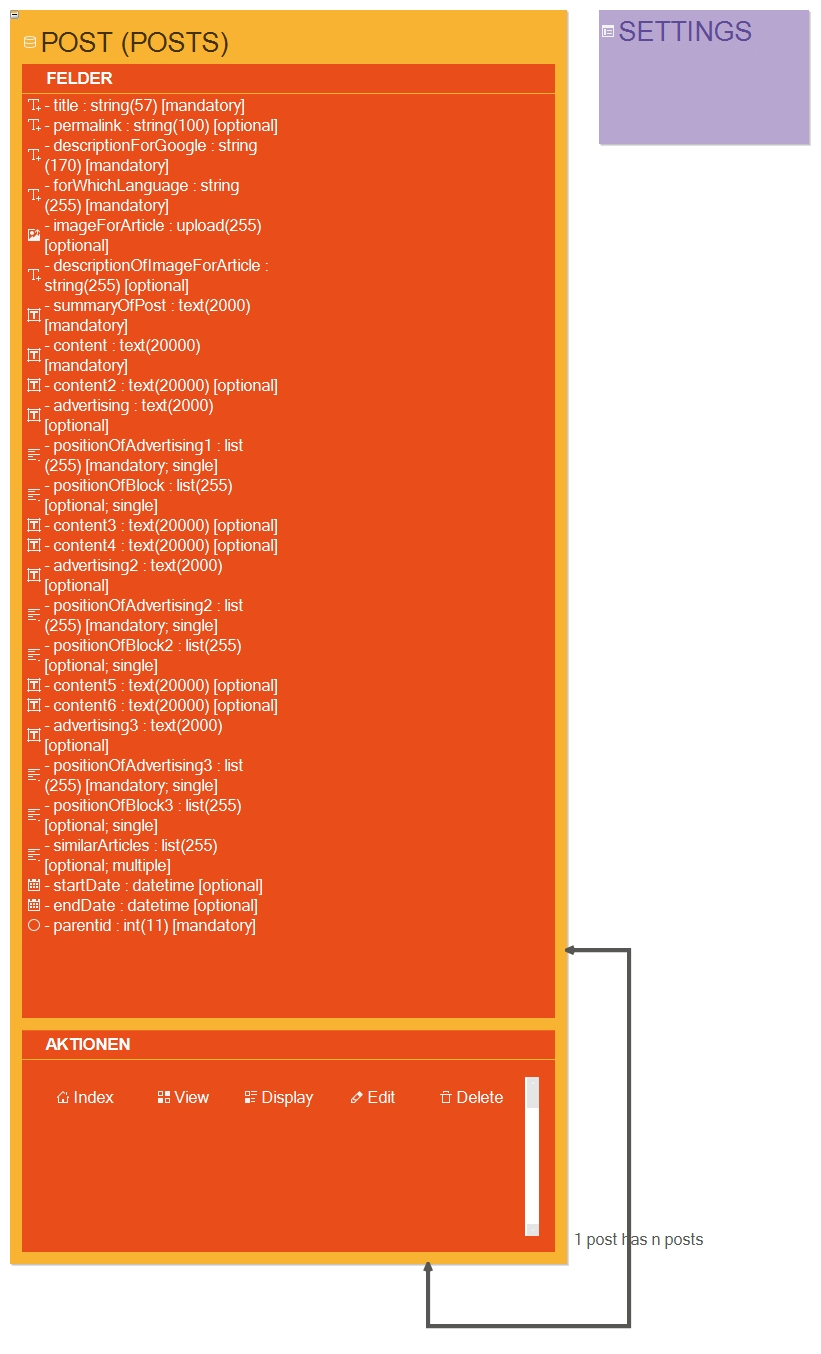 POST (POSTS)
SETTINGS
FELDER
- title : string(57) [mandatory]
- permalink : string(100) [optional]
- descriptionForGoogle : string
(170) [mandatory]
- forWhichLanguage : string
(255) [mandatory]
- imageForArticle : upload(255)
[optional]
- descriptionOfImageForArticle :
string(255) [optional]
- summaryOfPost : text(2000)
[mandatory]
- content : text(20000)
[mandatory]
- content2 : text(20000) [optional]
- advertising : text(2000)
[optional]
- positionOfAdvertising1 : list
(255) [mandatory; single]
- positionOfBlock : list(255)
[optional; single]
- content3 : text(20000) [optional]
- content4 : text(20000) [optional]
- advertising2 : text(2000)
[optional]
- positionOfAdvertising2 : list
(255) [mandatory; single]
- positionOfBlock2 : list(255)
[optional; single]
- content5 : text(20000) [optional]
- content6 : text(20000) [optional]
- advertising3 : text(2000)
[optional]
- positionOfAdvertising3 : list
(255) [mandatory; single]
- positionOfBlock3 : list(255)
[optional; single]
- similarArticles : list(255)
[optional; multiple]
- startDate : datetime [optional]
- endDate : datetime [optional]
- parentid : int(11) [mandatory]
AKTIONEN
Index View Display Edit Delete
1 post has n posts